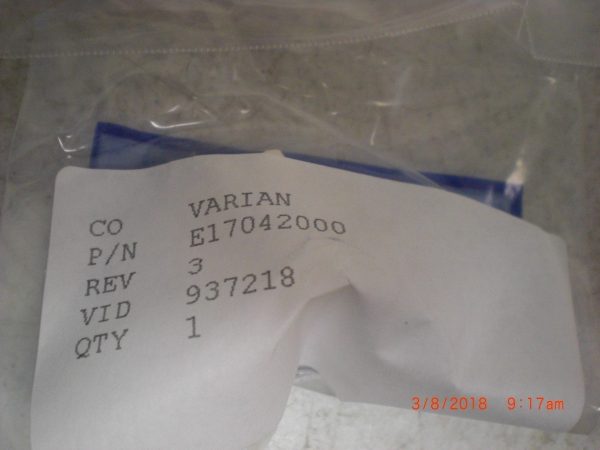 CO VARIAN
P/N E17042000
REV 3
VID 937218
QTY 1
3/8/2018 9:17am